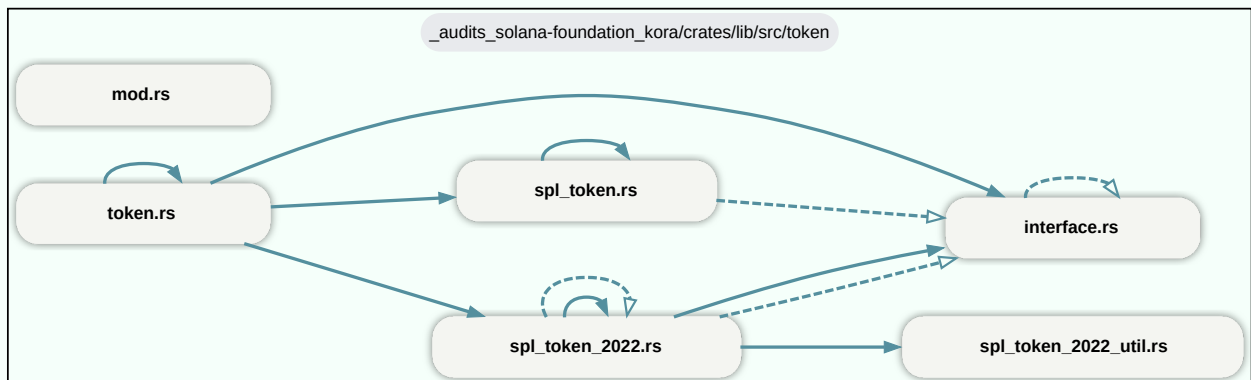 _audits_solana-foundation_kora/crates/lib/src/token
mod.rs
token.rs
spl_token.rs
interface.rs
spl_token_2022.rs
spl_token_2022_util.rs